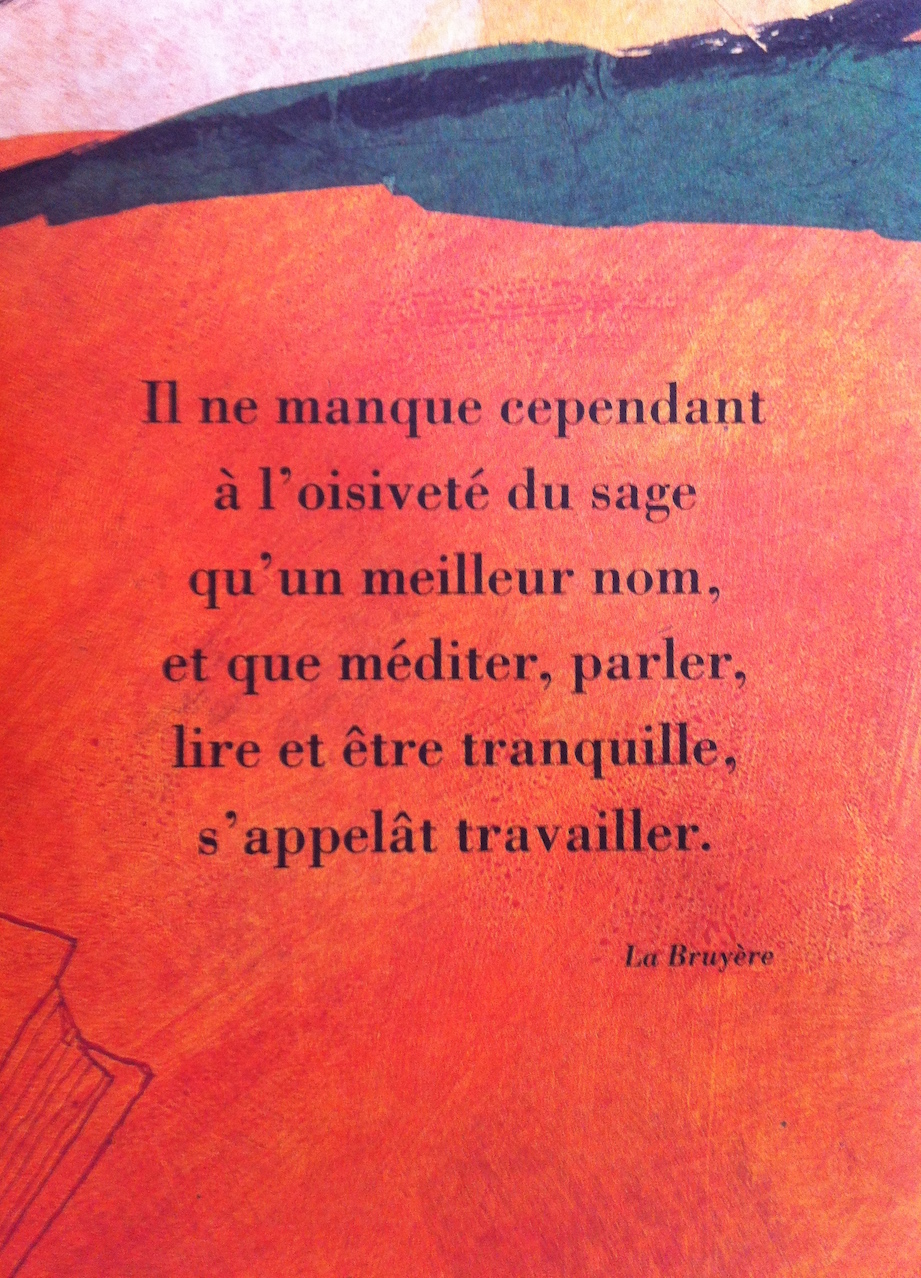 Il ne manque cependant
à l’oisiveté du sage
qu’un meilleur nom,
et que méditer, parler,
lire et être tranquille,
s’appelât travailler.
La Bruyère